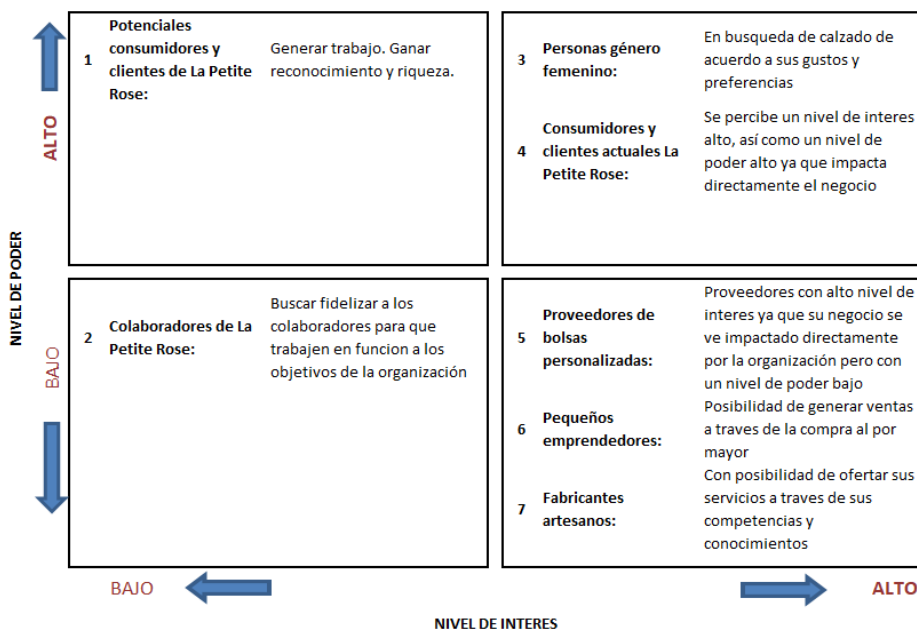 ALTO
NIVEL DE PODER
BAJO
1
Potenciales
consumidores y
clientes de La Petite
Rose:
Generar trabajo. Ganar
reconocimiento y riqueza.
3
Personas género
femenino:
En busqueda de calzado de
acuerdo a sus gustos y
preferencias
4
Consumidores y
clientes actuales La
Petite Rose:
Se percibe un nivel de interes
alto, así como un nivel de
poder alto ya que impacta
directamente el negocio
2
Colaboradores de La
Petite Rose:
Buscar fidelizar a los
colaboradores para que
trabajen en funcion a los
objetivos de la organización
5
Proveedores de
bolsas
personalizadas:
Proveedores con alto nivel de
interes ya que su negocio se
ve impactado directamente
por la organización pero con
un nivel de poder bajo
6
Pequeños
emprendedores:
Posibilidad de generar ventas
a traves de la compra al por
mayor
7
Fabricantes
artesanos:
Con posibilidad de ofertar sus
servicios a traves de sus
competencias y
conocimientos
BAJO
ALTO
NIVEL DE INTERES